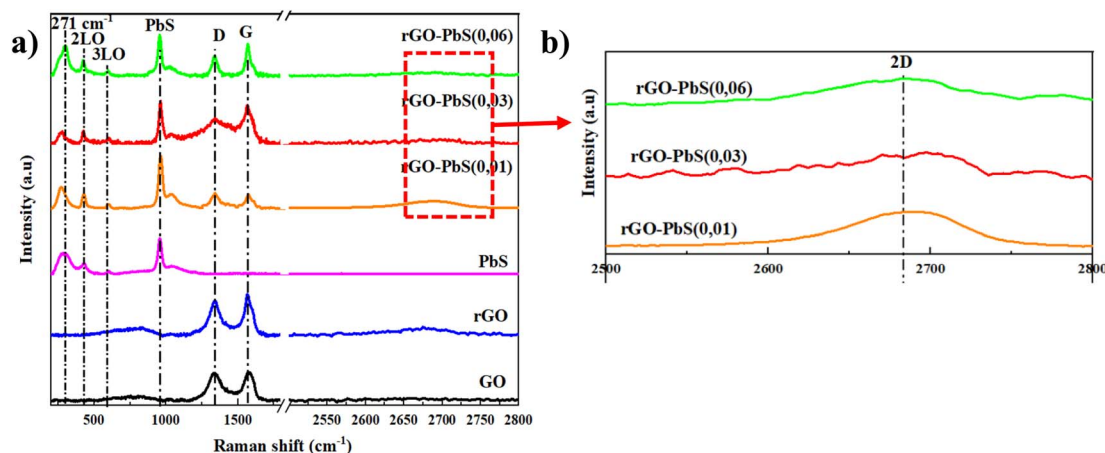 a)
271 cm⁻¹
2LO
3LO
PbS
D
G
rGO-PbS(0,06)
rGO-PbS(0,03)
rGO-PbS(0,01)
PbS
rGO
GO
Intensity (a.u)
500 1000 1500 2500 2550 2600 2650 2700 2750 2800
Raman shift (cm⁻¹)
b)
2D
rGO-PbS(0,06)
rGO-PbS(0,03)
rGO-PbS(0,01)
Intensity (a.u)
2500 2600 2700 2800